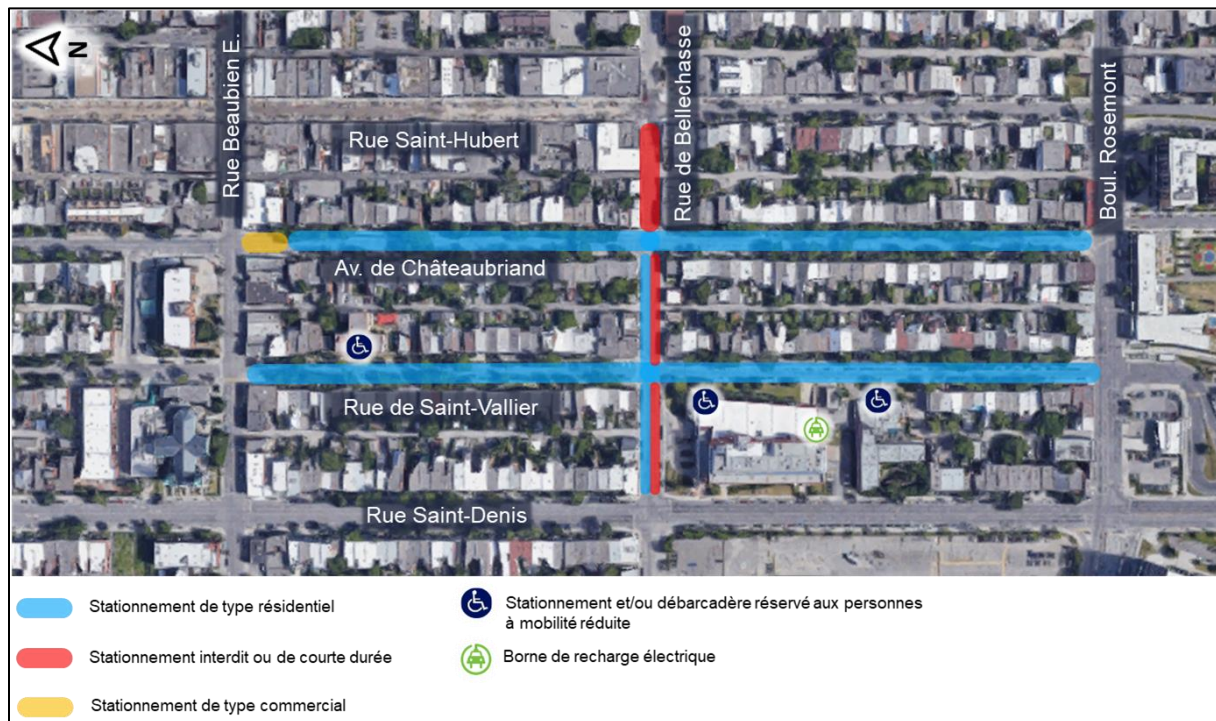 N
Rue Beaubien E.
Rue Saint-Hubert
Rue de Bellechasse
Boul. Rosemont
Av. de Châteaubriand
Rue de Saint-Vallier
Rue Saint-Denis
Stationnement de type résidentiel
Stationnement interdit ou de courte durée
Stationnement de type commercial
Stationnement et/ou débarcadère réservé aux personnes
à mobilité réduite
Borne de recharge électrique